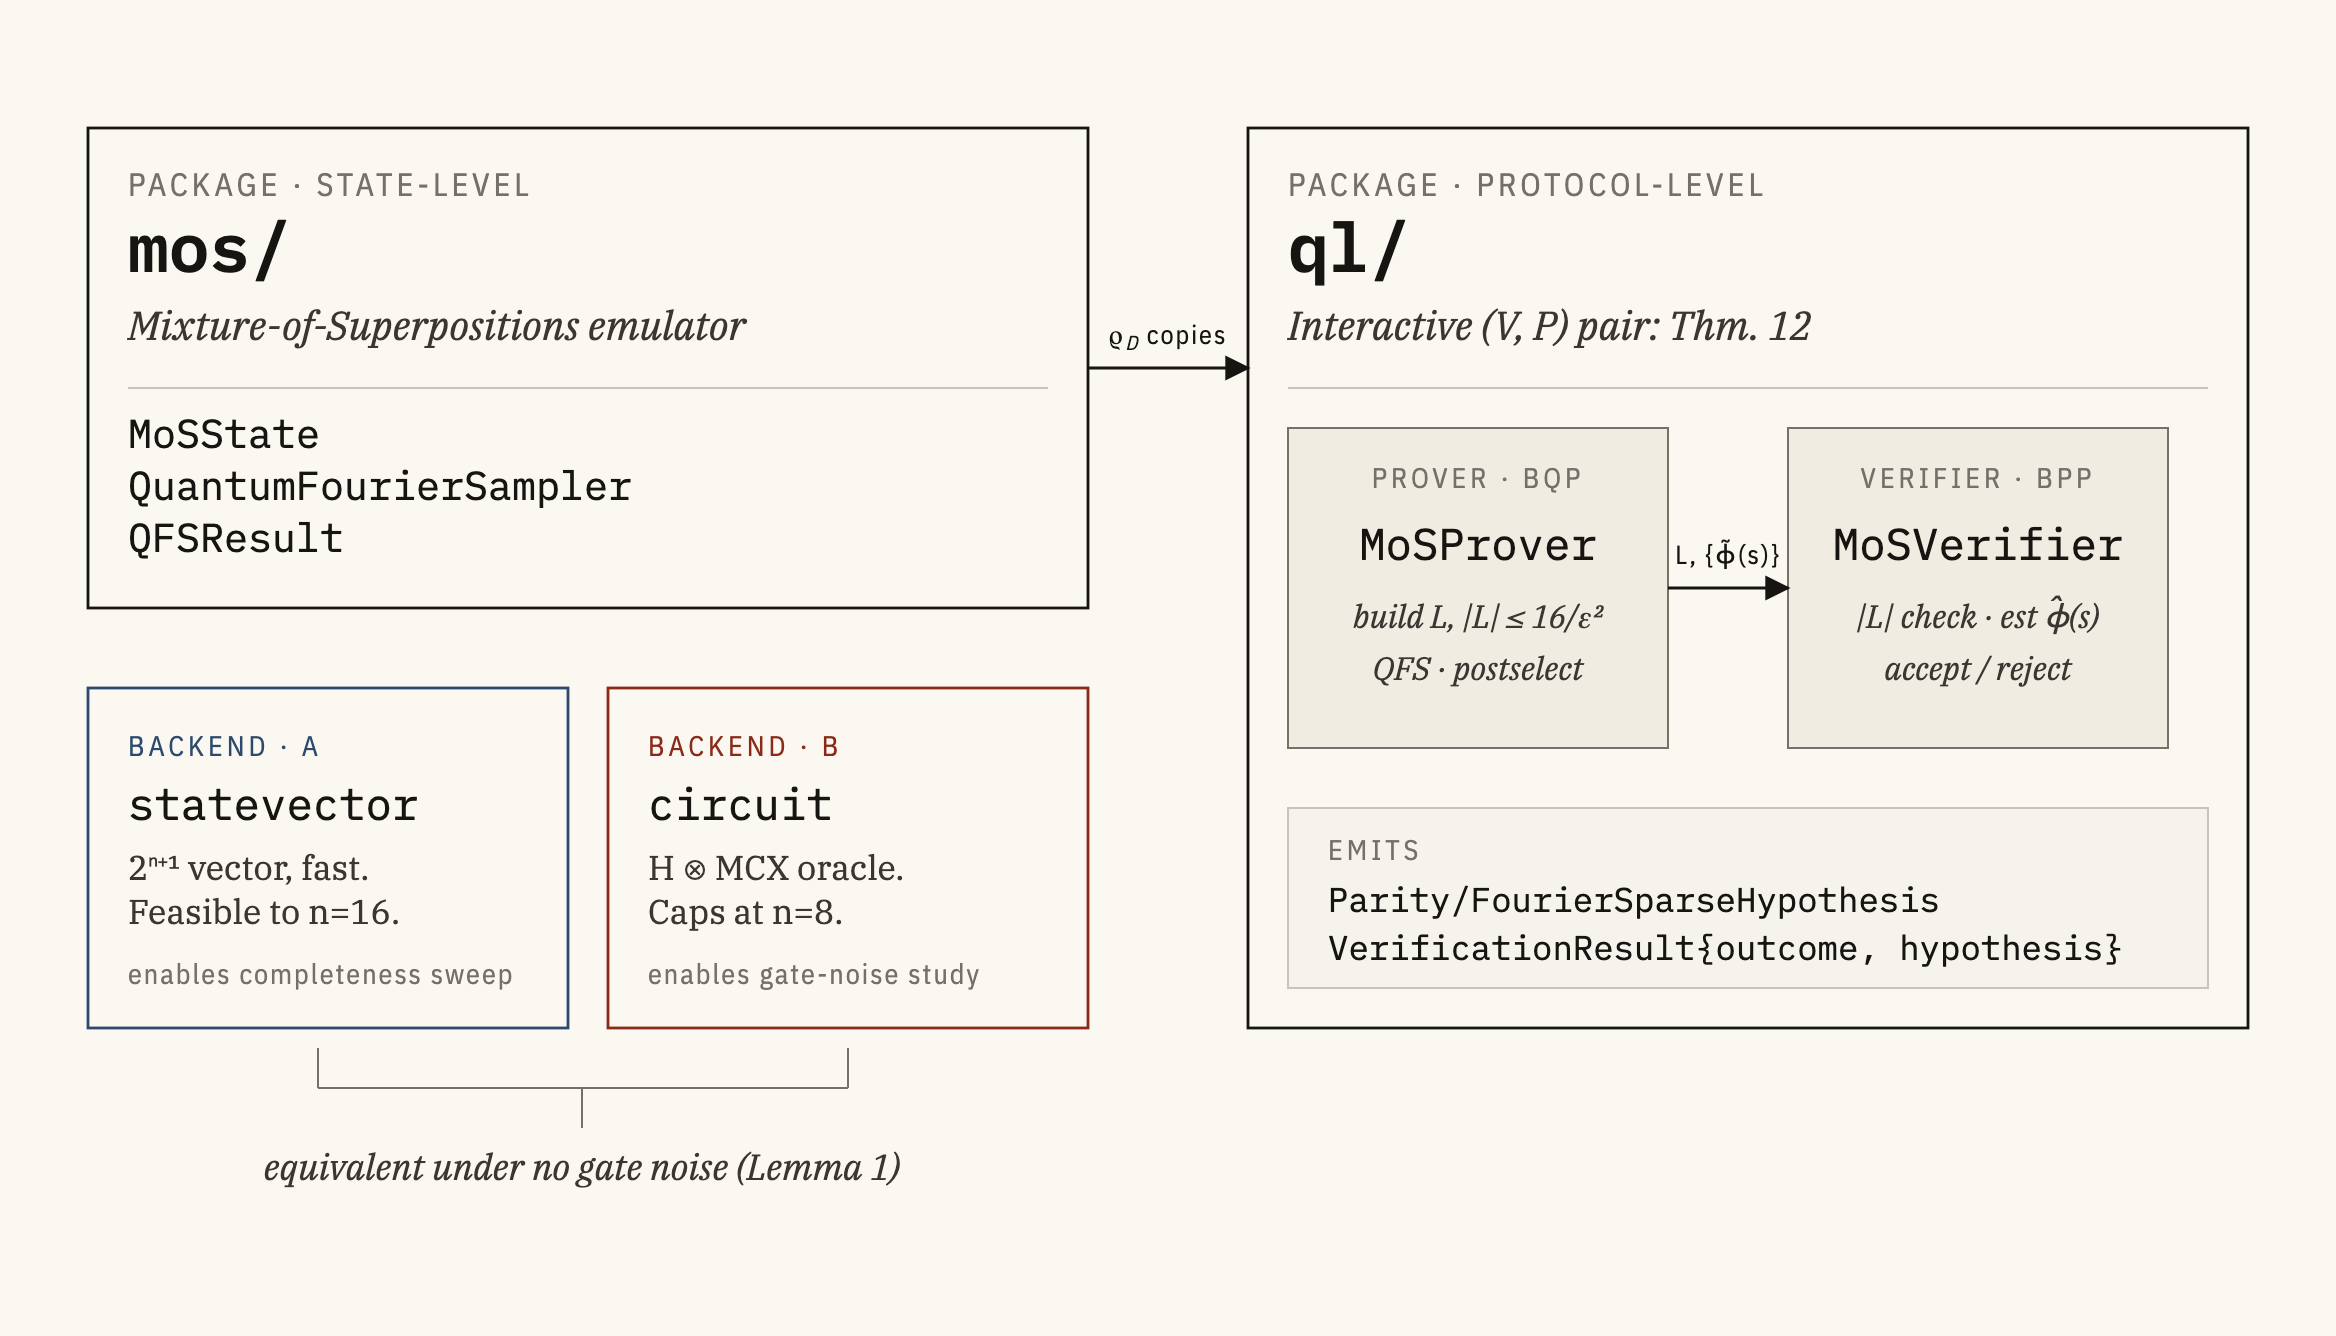 PACKAGE · STATE-LEVEL
mos/
Mixture-of-Superpositions emulator
MoSState
QuantumFourierSampler
QFSResult
BACKEND · A
statevector
2ⁿ⁺¹ vector, fast.
Feasible to n=16.
enables completeness sweep
BACKEND · B
circuit
H ⊗ MCX oracle.
Caps at n=8.
enables gate-noise study
equivalent under no gate noise (Lemma 1)
ϱ_D copies
PACKAGE · PROTOCOL-LEVEL
ql/
Interactive (V, P) pair: Thm. 12
PROVER · BQP
MoSProver
build L, |L| ≤ 16/ε²
QFS · postselect
L, {ϕ̃(s)}
VERIFIER · BPP
MoSVerifier
|L| check · est ϕ̂(s)
accept / reject
EMITS
Parity/FourierSparseHypothesis
VerificationResult{outcome, hypothesis}